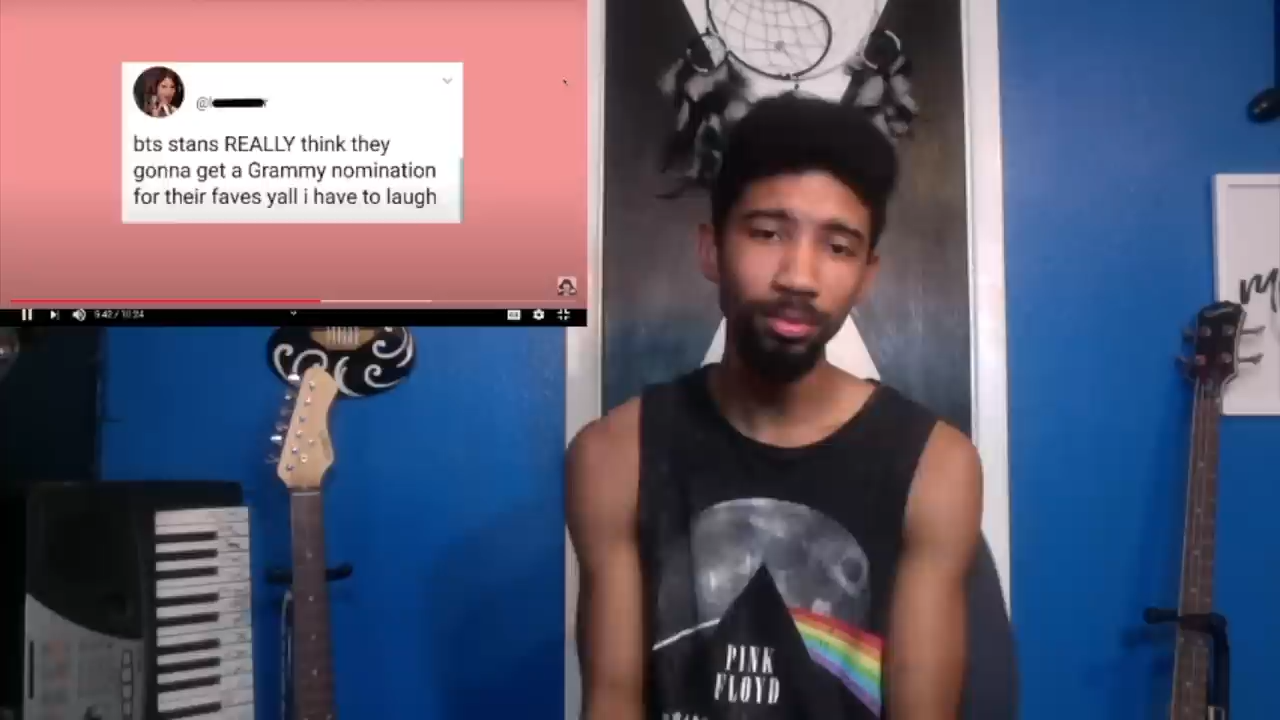 bts stans REALLY think they
gonna get a Grammy nomination
for their faves yall i have to laugh
PINK
FLOYD